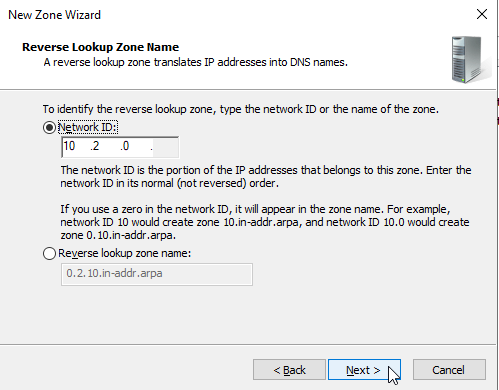 New Zone Wizard
Reverse Lookup Zone Name
A reverse lookup zone translates IP addresses into DNS names.
To identify the reverse lookup zone, type the network ID or the name of the zone.
Network ID:
10 .2 .0 .
The network ID is the portion of the IP addresses that belongs to this zone. Enter the
network ID in its normal (not reversed) order.
If you use a zero in the network ID, it will appear in the zone name. For example,
network ID 10 would create zone 10.in-addr.arpa, and network ID 10.0 would create
zone 0.10.in-addr.arpa.
Reverse lookup zone name:
0.2.10.in-addr.arpa
< Back Next > Cancel